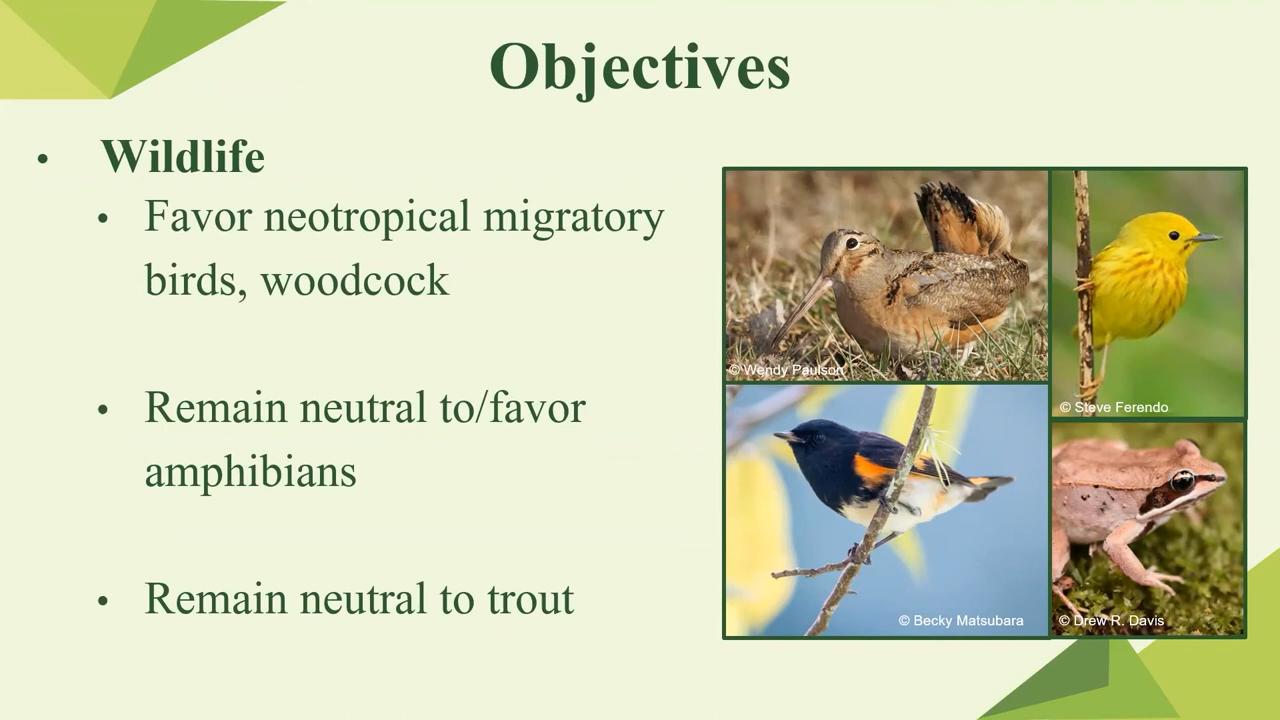 Objectives
• Wildlife
• Favor neotropical migratory
birds, woodcock
• Remain neutral to/favor
amphibians
• Remain neutral to trout
© Wendy Paulson
© Steve Ferendo
© Becky Matsubara
© Drew R. Davis